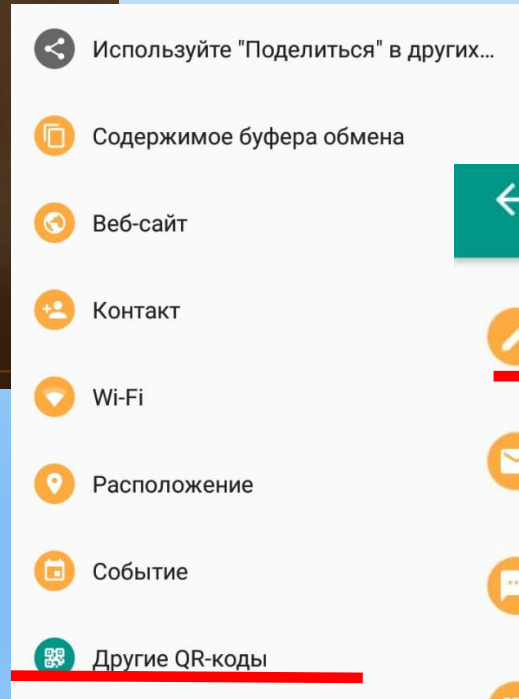 Используйте "Поделиться" в других...
Содержимое буфера обмена
Веб-сайт
Контакт
Wi-Fi
Расположение
Событие
Другие QR-коды